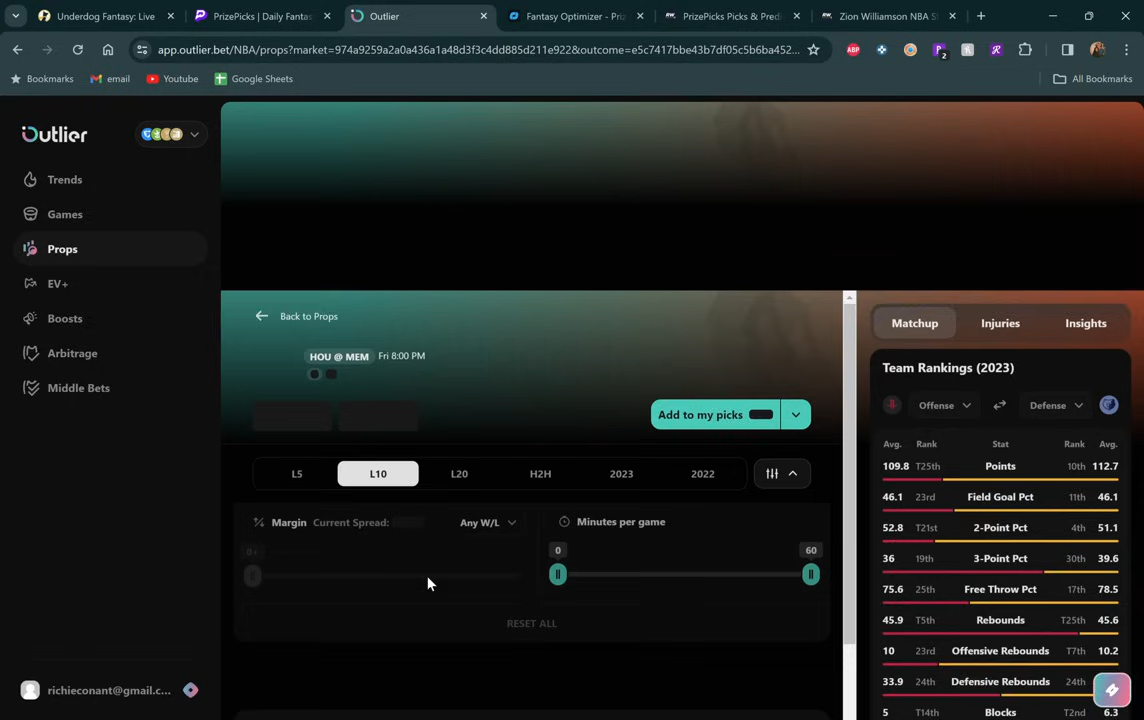 Underdog Fantasy: Live
PrizePicks | Daily Fantas
Outlier
Fantasy Optimizer - Priz
PrizePicks Picks & Predi
Zion Williamson NBA S
app.outlier.bet/NBA/props?market=974a9259a2a0a436a1a48d3f3c4dd885d211e922&outcome=e5c7417bbe43b7df05c5b6ba452...
ABP
2
Bookmarks
email
Youtube
Google Sheets
All Bookmarks
Outlier
Trends
Games
Props
EV+
Boosts
Arbitrage
Middle Bets
richieconant@gmail.c...
Back to Props
HOU @ MEM Fri 8:00 PM
Add to my picks
L5 L10 L20 H2H 2023 2022
Margin Current Spread: Any W/L
0+
Minutes per game
0 60
RESET ALL
Matchup Injuries Insights
Team Rankings (2023)
Offense Defense
Avg. Rank Stat Rank Avg.
109.8 T25th Points 10th 112.7
46.1 23rd Field Goal Pct 11th 46.1
52.8 T21st 2-Point Pct 4th 51.1
36 19th 3-Point Pct 30th 39.6
75.6 25th Free Throw Pct 17th 78.5
45.9 T5th Rebounds T25th 45.6
10 23rd Offensive Rebounds T7th 10.2
33.9 24th Defensive Rebounds 24th
5 T14th Blocks T2nd 6.3